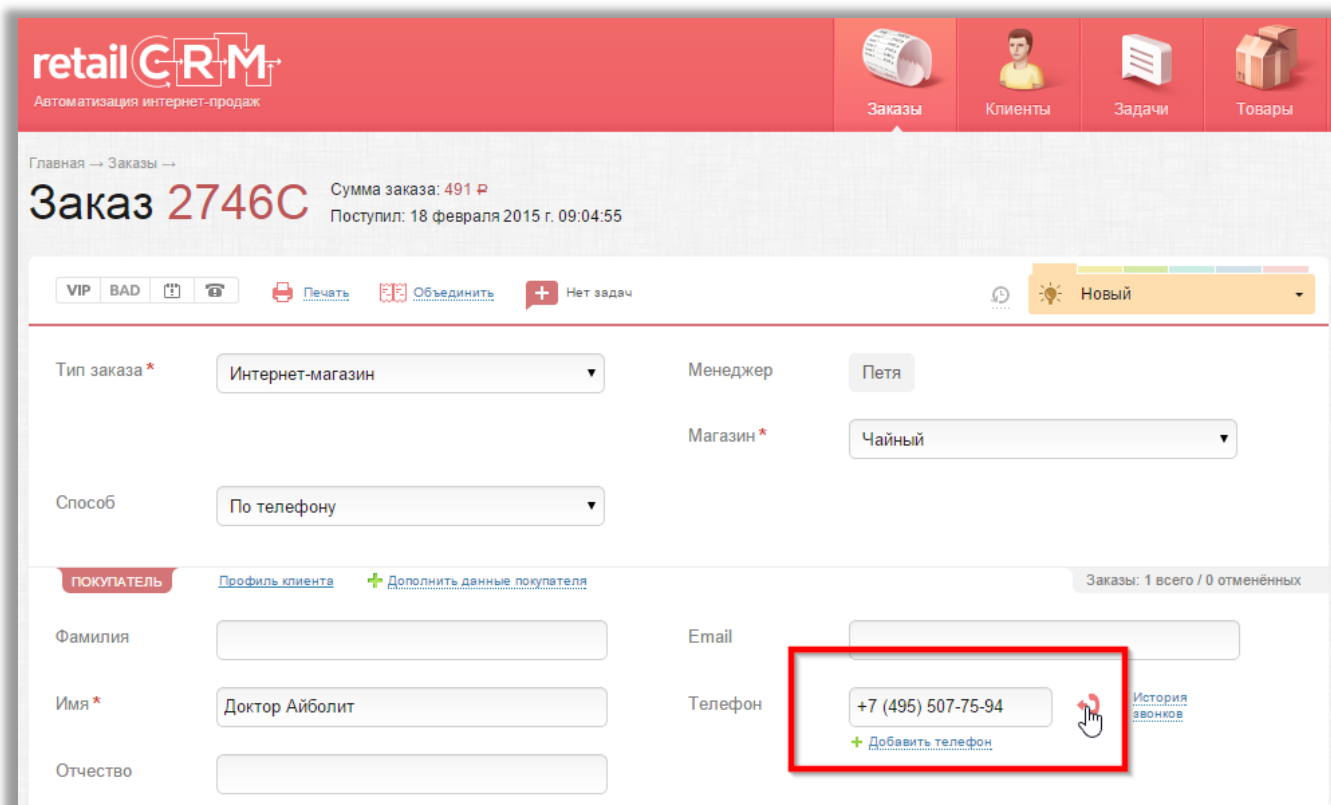 retailCRM
Автоматизация интернет-продаж
Заказы
Клиенты
Задачи
Товары
Главная → Заказы →
Заказ 2746C
Сумма заказа: 491 ₽
Поступил: 18 февраля 2015 г. 09:04:55
VIP
BAD
Печать
Объединить
Нет задач
Новый
Тип заказа *
Интернет-магазин
Менеджер
Петя
Магазин *
Чайный
Способ
По телефону
ПОКУПАТЕЛЬ
Профиль клиента
Дополнить данные покупателя
Заказы: 1 всего / 0 отменённых
Фамилия
Email
Имя *
Доктор Айболит
Телефон
+7 (495) 507-75-94
История
звонков
+ Добавить телефон
Отчество